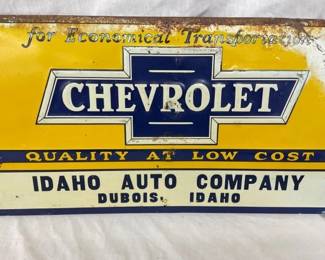 for Economical Transportation
CHEVROLET
QUALITY AT LOW COST
IDAHO AUTO COMPANY
DUBOIS, IDAHO